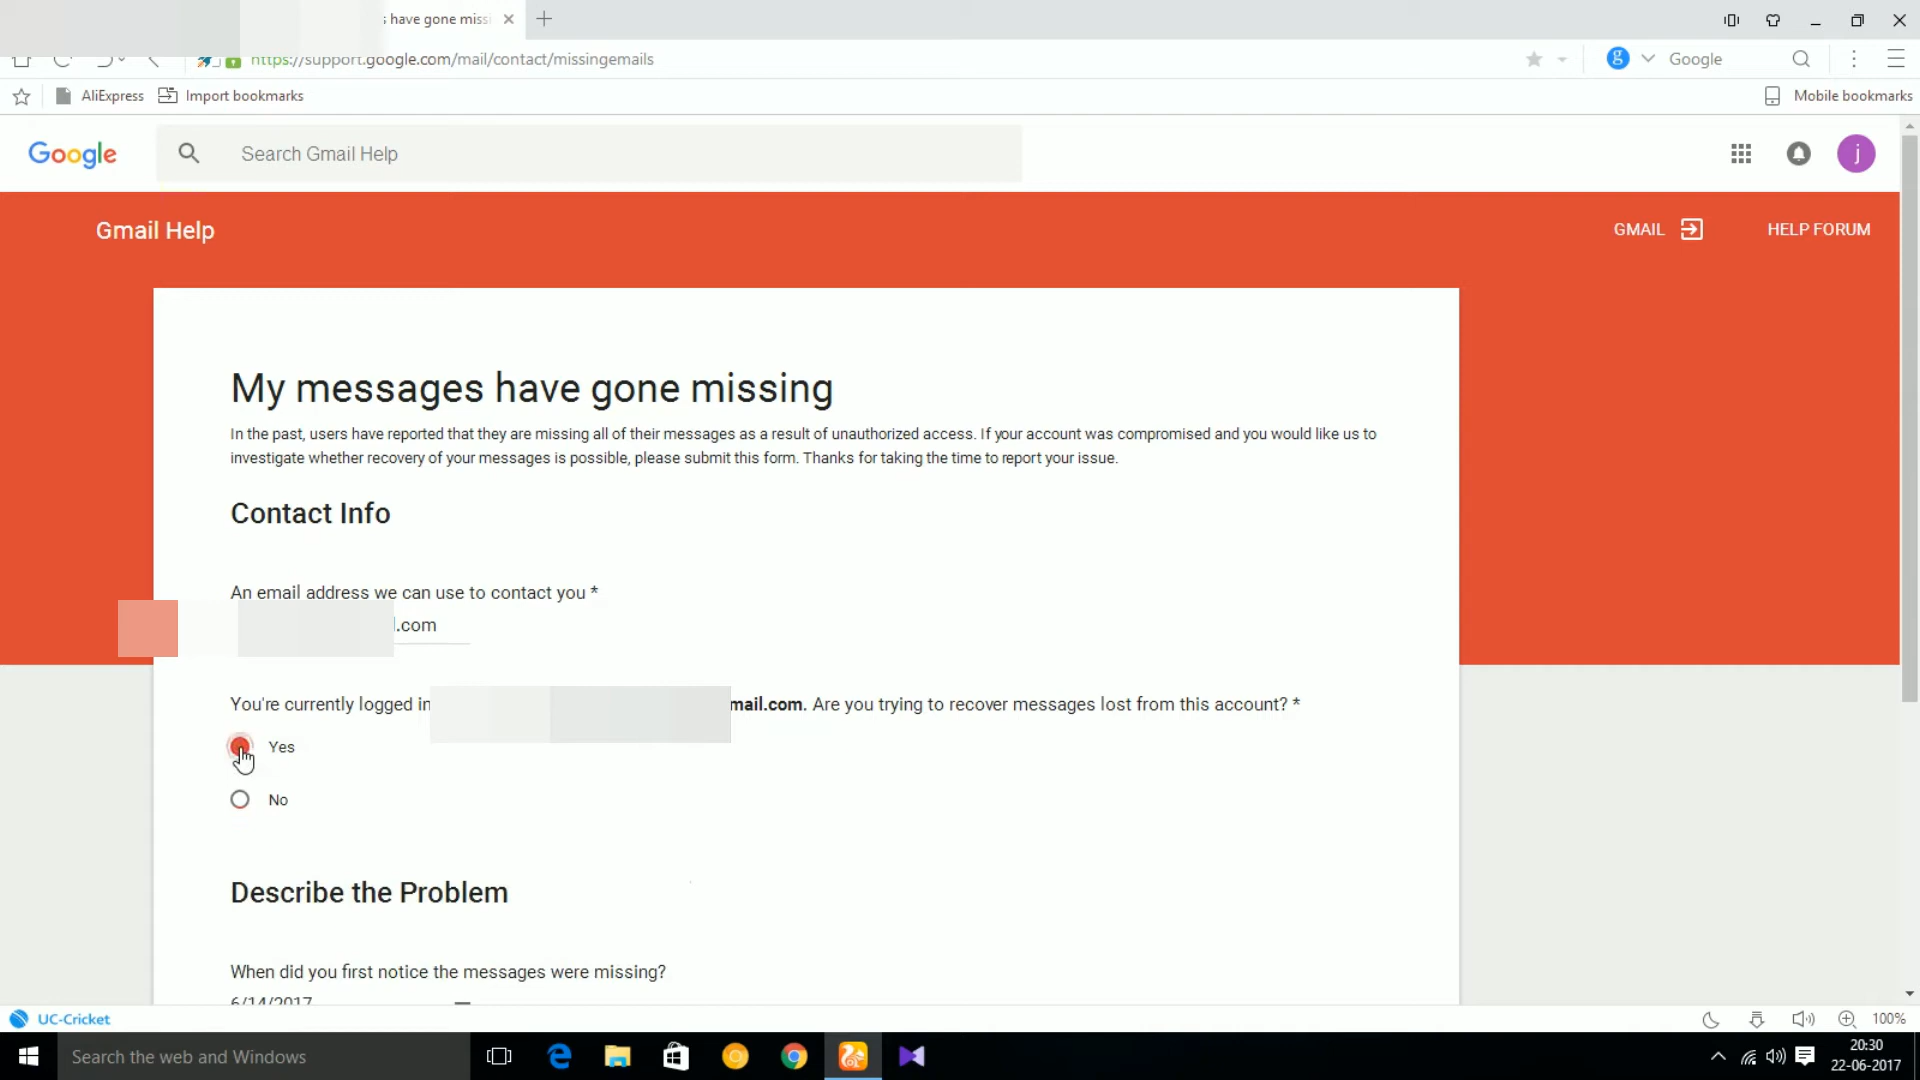 s have gone missi
https://support.google.com/mail/contact/missingemails
Google
AliExpress
Import bookmarks
Mobile bookmarks
Google
Search Gmail Help
j
Gmail Help
GMAIL
HELP FORUM
My messages have gone missing
In the past, users have reported that they are missing all of their messages as a result of unauthorized access. If your account was compromised and you would like us to
investigate whether recovery of your messages is possible, please submit this form. Thanks for taking the time to report your issue.
Contact Info
An email address we can use to contact you *
.com
You're currently logged in mail.com. Are you trying to recover messages lost from this account? *
Yes
No
Describe the Problem
When did you first notice the messages were missing?
6/14/2017
UC-Cricket
100%
Search the web and Windows
20:30
22-06-2017